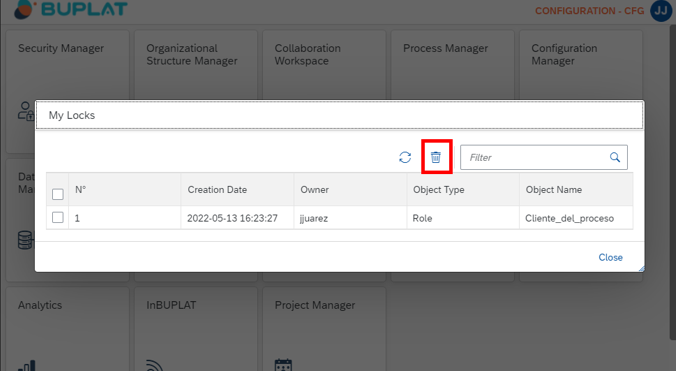 BUPLAT
CONFIGURATION - CFG
JJ
Security Manager
Organizational
Structure Manager
Collaboration
Workspace
Process Manager
Configuration
Manager
My Locks
Filter
N°
Creation Date
Owner
Object Type
Object Name
1
2022-05-13 16:23:27
jjuarez
Role
Cliente_del_proceso
Close
Analytics
InBUPLAT
Project Manager